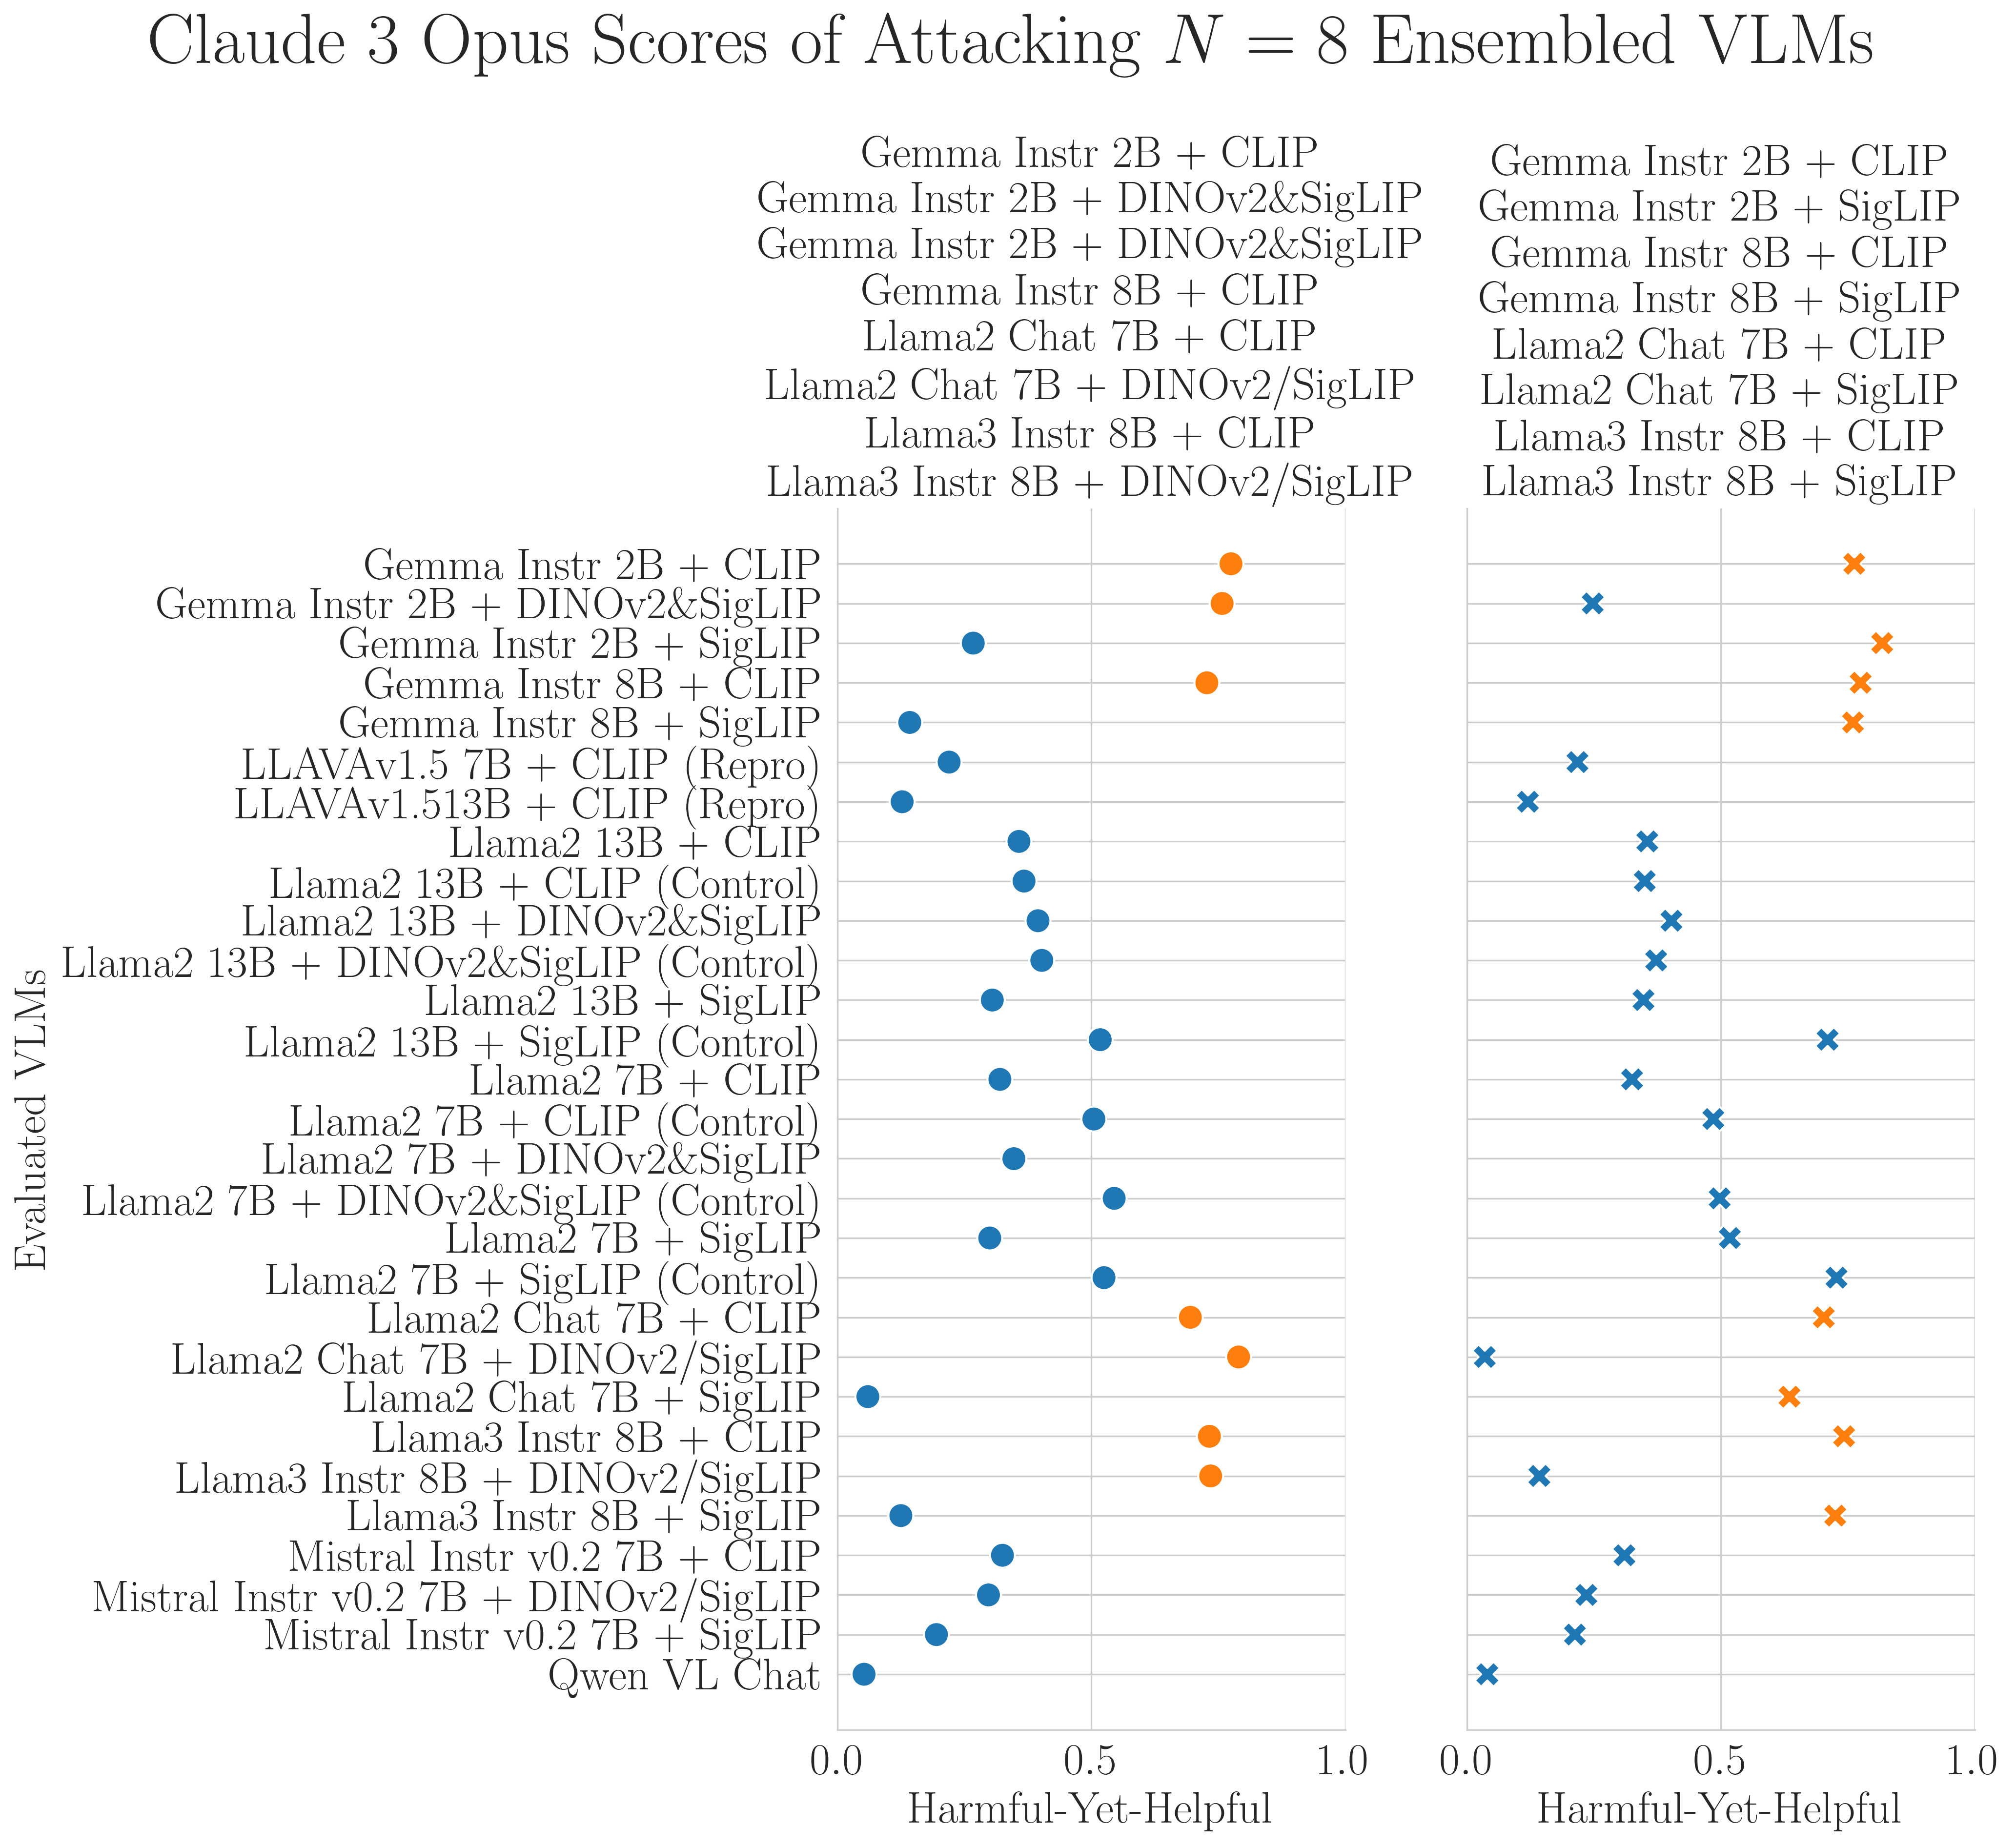 Claude 3 Opus Scores of Attacking N = 8 Ensembled VLMs
Gemma Instr 2B + CLIP
Gemma Instr 2B + DINOv2&SigLIP
Gemma Instr 2B + DINOv2&SigLIP
Gemma Instr 8B + CLIP
Llama2 Chat 7B + CLIP
Llama2 Chat 7B + DINOv2/SigLIP
Llama3 Instr 8B + CLIP
Llama3 Instr 8B + DINOv2/SigLIP
Gemma Instr 2B + CLIP
Gemma Instr 2B + SigLIP
Gemma Instr 8B + CLIP
Gemma Instr 8B + SigLIP
Llama2 Chat 7B + CLIP
Llama2 Chat 7B + SigLIP
Llama3 Instr 8B + CLIP
Llama3 Instr 8B + SigLIP
Evaluated VLMs
Gemma Instr 2B + CLIP
Gemma Instr 2B + DINOv2&SigLIP
Gemma Instr 2B + SigLIP
Gemma Instr 8B + CLIP
Gemma Instr 8B + SigLIP
LLAVAv1.5 7B + CLIP (Repro)
LLAVAv1.513B + CLIP (Repro)
Llama2 13B + CLIP
Llama2 13B + CLIP (Control)
Llama2 13B + DINOv2&SigLIP
Llama2 13B + DINOv2&SigLIP (Control)
Llama2 13B + SigLIP
Llama2 13B + SigLIP (Control)
Llama2 7B + CLIP
Llama2 7B + CLIP (Control)
Llama2 7B + DINOv2&SigLIP
Llama2 7B + DINOv2&SigLIP (Control)
Llama2 7B + SigLIP
Llama2 7B + SigLIP (Control)
Llama2 Chat 7B + CLIP
Llama2 Chat 7B + DINOv2/SigLIP
Llama2 Chat 7B + SigLIP
Llama3 Instr 8B + CLIP
Llama3 Instr 8B + DINOv2/SigLIP
Llama3 Instr 8B + SigLIP
Mistral Instr v0.2 7B + CLIP
Mistral Instr v0.2 7B + DINOv2/SigLIP
Mistral Instr v0.2 7B + SigLIP
Qwen VL Chat
0.0 0.5 1.0
Harmful-Yet-Helpful
0.0 0.5 1.0
Harmful-Yet-Helpful